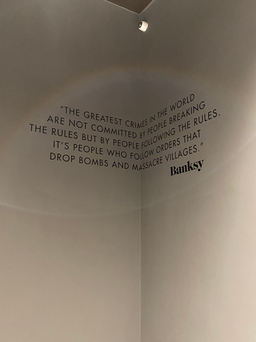 "THE GREATEST CRIMES IN THE WORLD
ARE NOT COMMITTED BY PEOPLE BREAKING
THE RULES BUT BY PEOPLE FOLLOWING THE RULES.
IT'S PEOPLE WHO FOLLOW ORDERS THAT
DROP BOMBS AND MASSACRE VILLAGES."
Banksy